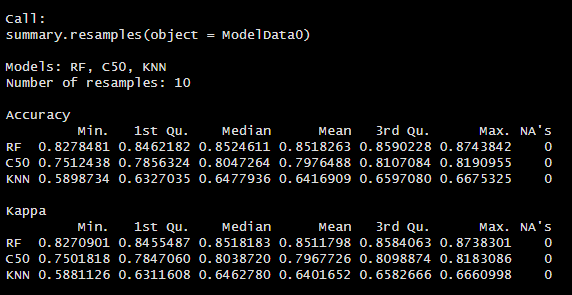 Call:
summary.resamples(object = ModelData0)

Models: RF, C50, KNN
Number of resamples: 10

Accuracy
         Min.   1st Qu.    Median      Mean   3rd Qu.      Max. NA's
RF  0.8278481 0.8462182 0.8524611 0.8518263 0.8590228 0.8743842    0
C50 0.7512438 0.7856324 0.8047264 0.7976488 0.8107084 0.8190955    0
KNN 0.5898734 0.6327035 0.6477936 0.6416909 0.6597080 0.6675325    0

Kappa
         Min.   1st Qu.    Median      Mean   3rd Qu.      Max. NA's
RF  0.8270901 0.8455487 0.8518183 0.8511798 0.8584063 0.8738301    0
C50 0.7501818 0.7847060 0.8038720 0.7967726 0.8098874 0.8183086    0
KNN 0.5881126 0.6311608 0.6462780 0.6401652 0.6582666 0.6660998    0